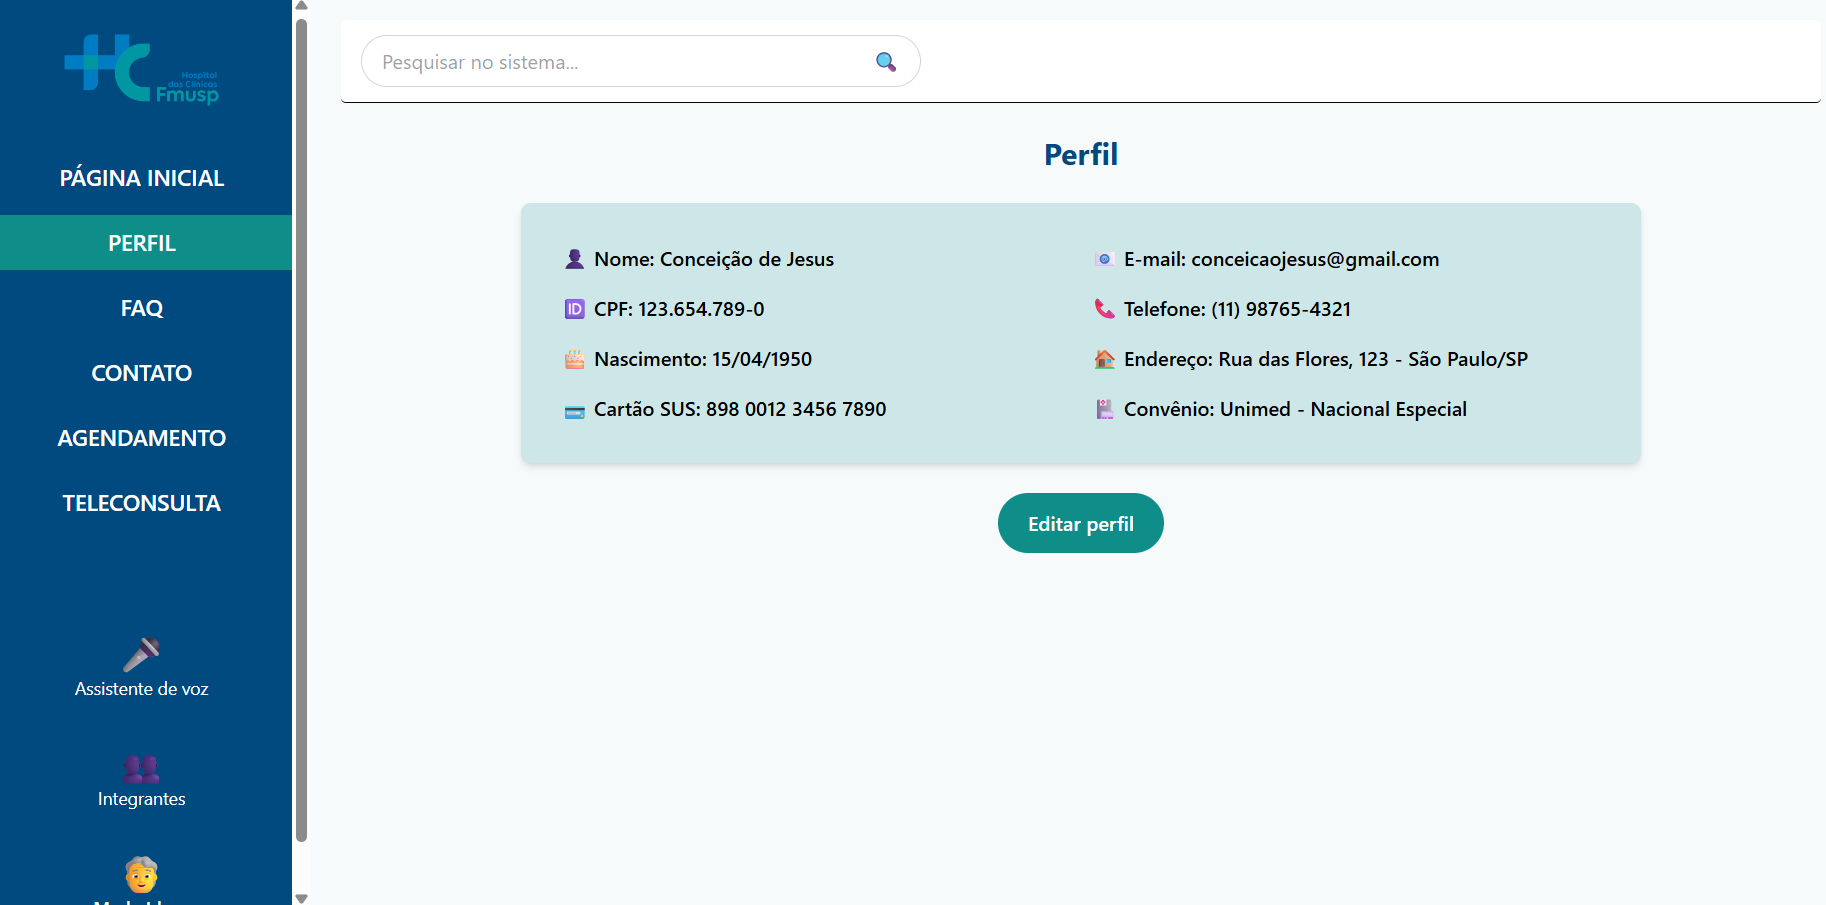 Hospital
das Clínicas
Fmusp
PÁGINA INICIAL
PERFIL
FAQ
CONTATO
AGENDAMENTO
TELECONSULTA
Assistente de voz
Integrantes
Pesquisar no sistema...
Perfil
Nome: Conceição de Jesus
CPF: 123.654.789-0
Nascimento: 15/04/1950
Cartão SUS: 898 0012 3456 7890
E-mail: conceicaojesus@gmail.com
Telefone: (11) 98765-4321
Endereço: Rua das Flores, 123 - São Paulo/SP
Convênio: Unimed - Nacional Especial
Editar perfil